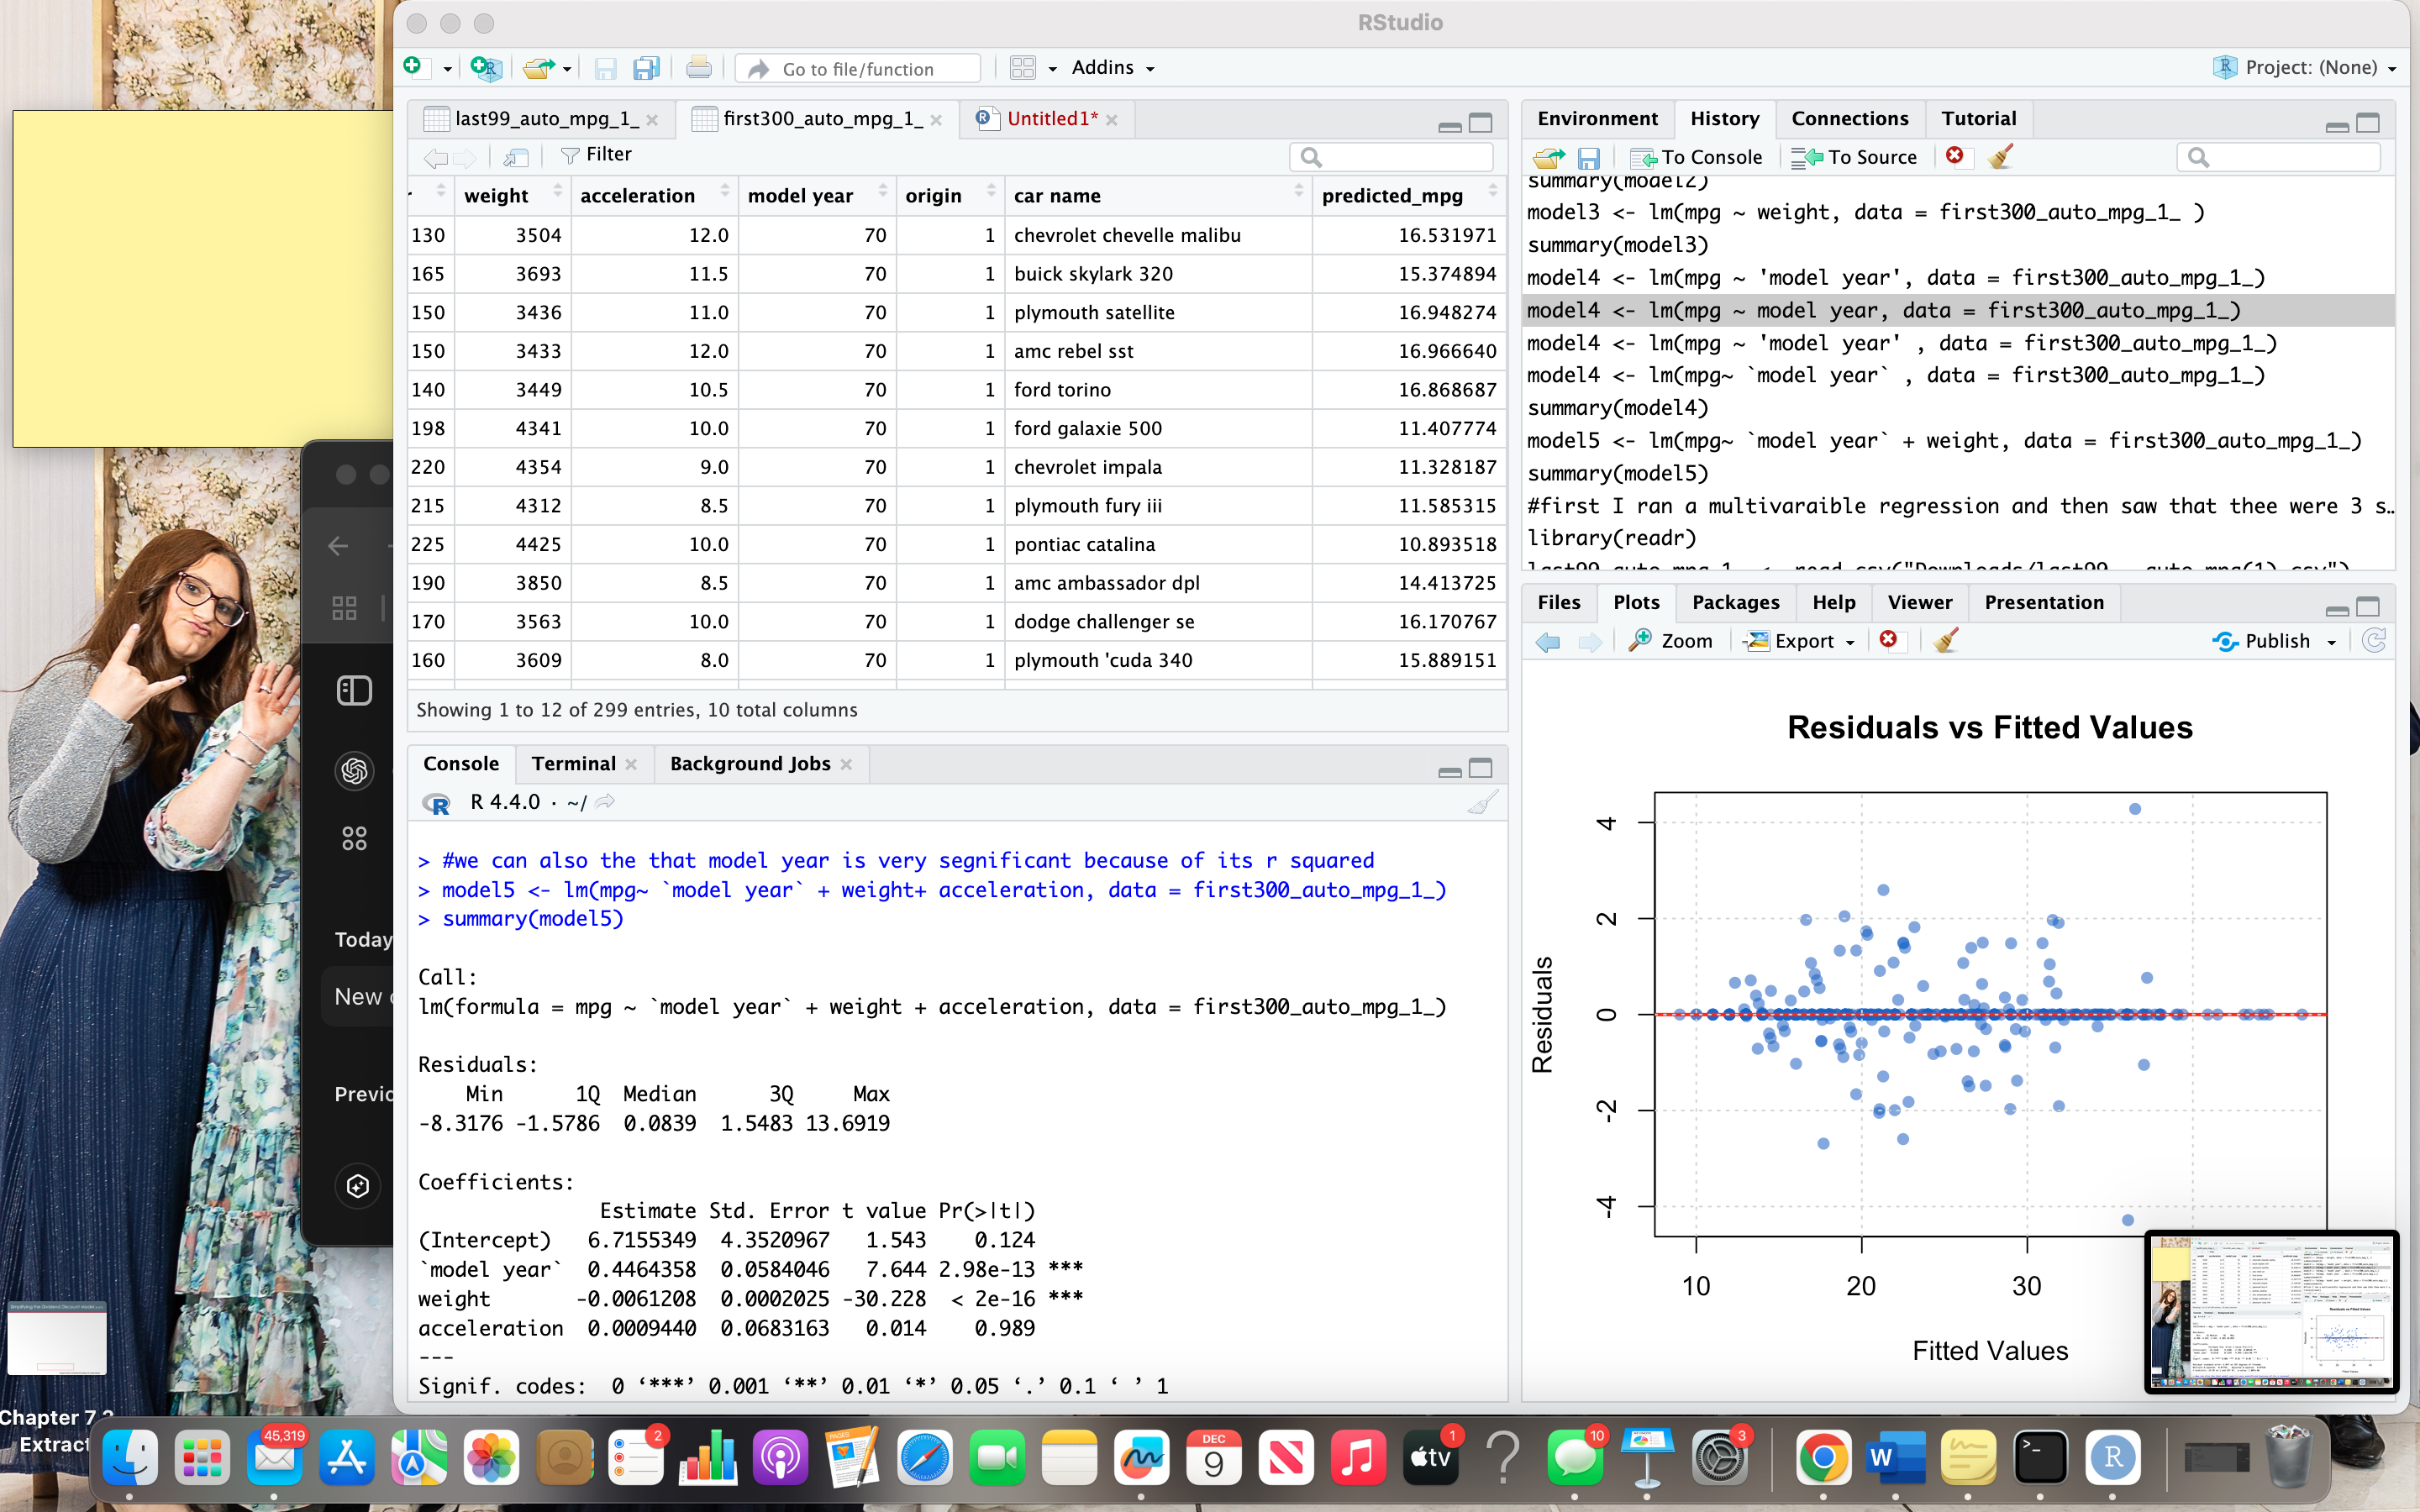 RStudio
Go to file/function
Addins
Project: (None)
last99_auto_mpg_1_
first300_auto_mpg_1_
Untitled1*
Filter
r weight acceleration model year origin car name predicted_mpg
130 3504 12.0 70 1 chevrolet chevelle malibu 16.531971
165 3693 11.5 70 1 buick skylark 320 15.374894
150 3436 11.0 70 1 plymouth satellite 16.948274
150 3433 12.0 70 1 amc rebel sst 16.966640
140 3449 10.5 70 1 ford torino 16.868687
198 4341 10.0 70 1 ford galaxie 500 11.407774
220 4354 9.0 70 1 chevrolet impala 11.328187
215 4312 8.5 70 1 plymouth fury iii 11.585315
225 4425 10.0 70 1 pontiac catalina 10.893518
190 3850 8.5 70 1 amc ambassador dpl 14.413725
170 3563 10.0 70 1 dodge challenger se 16.170767
160 3609 8.0 70 1 plymouth 'cuda 340 15.889151
Showing 1 to 12 of 299 entries, 10 total columns
Console Terminal Background Jobs
R 4.4.0 · ~/
> #we can also the that model year is very segnificant because of its r squared
> model5 <- lm(mpg~ `model year` + weight+ acceleration, data = first300_auto_mpg_1_)
> summary(model5)
Call:
lm(formula = mpg ~ `model year` + weight + acceleration, data = first300_auto_mpg_1_)
Residuals:
Min 1Q Median 3Q Max
-8.3176 -1.5786 0.0839 1.5483 13.6919
Coefficients:
Estimate Std. Error t value Pr(>|t|)
(Intercept) 6.7155349 4.3520967 1.543 0.124
`model year` 0.4464358 0.0584046 7.644 2.98e-13 ***
weight -0.0061208 0.0002025 -30.228 < 2e-16 ***
acceleration 0.0009440 0.0683163 0.014 0.989
---
Signif. codes: 0 ‘***’ 0.001 ‘**’ 0.01 ‘*’ 0.05 ‘.’ 0.1 ‘ ’ 1
Environment History Connections Tutorial
To Console To Source
summary(model2)
model3 <- lm(mpg ~ weight, data = first300_auto_mpg_1_ )
summary(model3)
model4 <- lm(mpg ~ 'model year', data = first300_auto_mpg_1_)
model4 <- lm(mpg ~ model year, data = first300_auto_mpg_1_)
model4 <- lm(mpg ~ 'model year' , data = first300_auto_mpg_1_)
model4 <- lm(mpg~ `model year` , data = first300_auto_mpg_1_)
summary(model4)
model5 <- lm(mpg~ `model year` + weight, data = first300_auto_mpg_1_)
summary(model5)
#first I ran a multivaraible regression and then saw that thee were 3 s…
library(readr)
Files Plots Packages Help Viewer Presentation
Zoom Export Publish
Residuals vs Fitted Values
Residuals
4
2
0
-2
-4
10 20 30
Fitted Values
Today
New
Previo
Chapter 7.2
Extract
45,319
2
PAGES
DEC
9
tv
1
10
3
W
>_
R